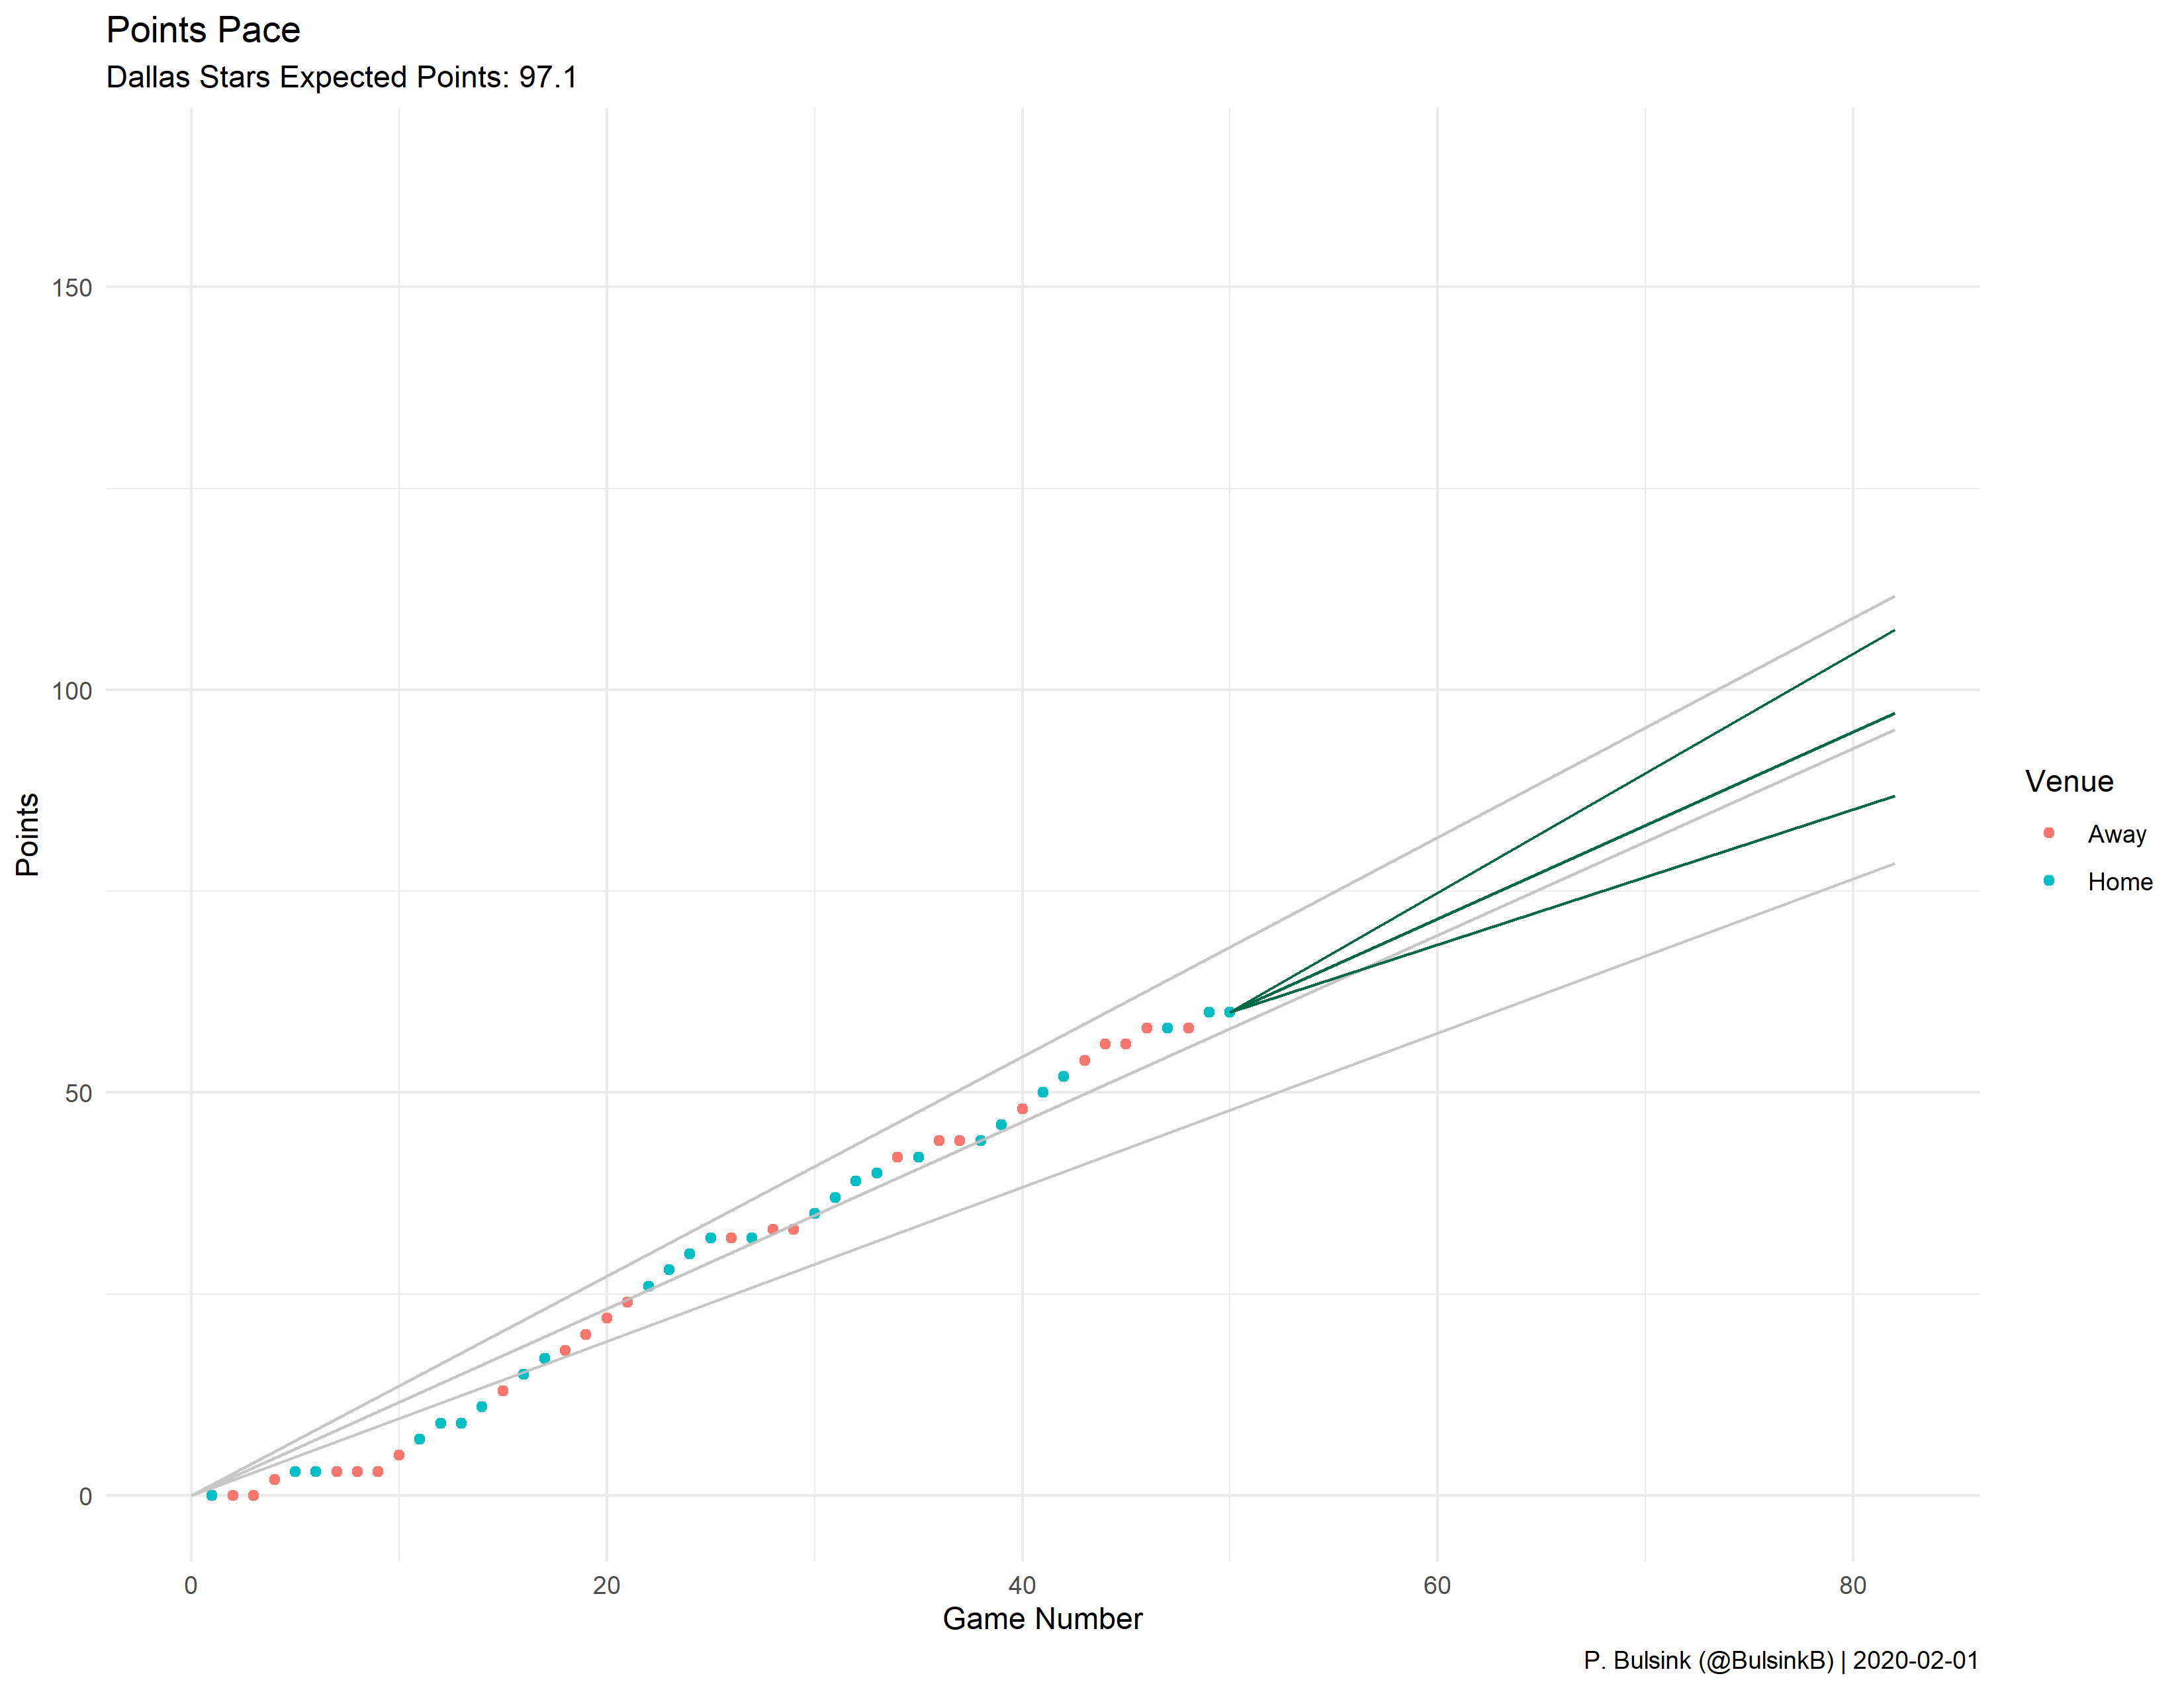 Points Pace
Dallas Stars Expected Points: 97.1
150
100
50
0
Points
0 20 40 60 80
Game Number
Venue
Away
Home
P. Bulsink (@BulsinkB) | 2020-02-01